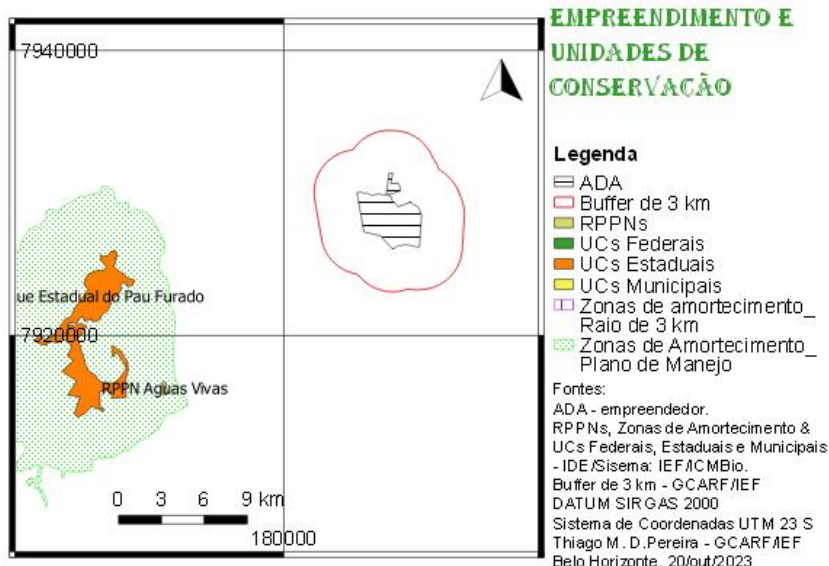 EMPREENDIMENTO E
UNIDADES DE
CONSERVAÇÃO
7940000
ue Estadual do Pau Furado
7920000
RPPN Aguas Vivas
0 3 6 9 km
180000
Legenda
ADA
Buffer de 3 km
RPPNs
UCs Federais
UCs Estaduais
UCs Municipais
Zonas de amortecimento_
Raio de 3 km
Zonas de Amortecimento_
Plano de Manejo
Fontes:
ADA - empreendedor.
RPPNs, Zonas de Amortecimento &
UCs Federais, Estaduais e Municipais
- IDE/Sisema: IEF/ICMBio.
Buffer de 3 km - GCARF/IEF
DATUM SIRGAS 2000
Sistema de Coordenadas UTM 23 S
Thiago M. D.Pereira - GCARF/IEF
Belo Horizonte, 20/out/2023